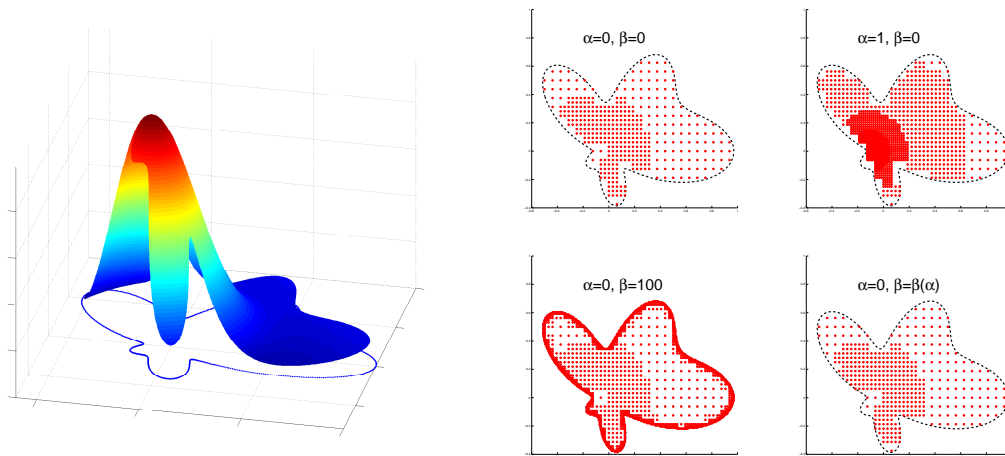 α=0, β=0
α=1, β=0
α=0, β=100
α=0, β=β(α)